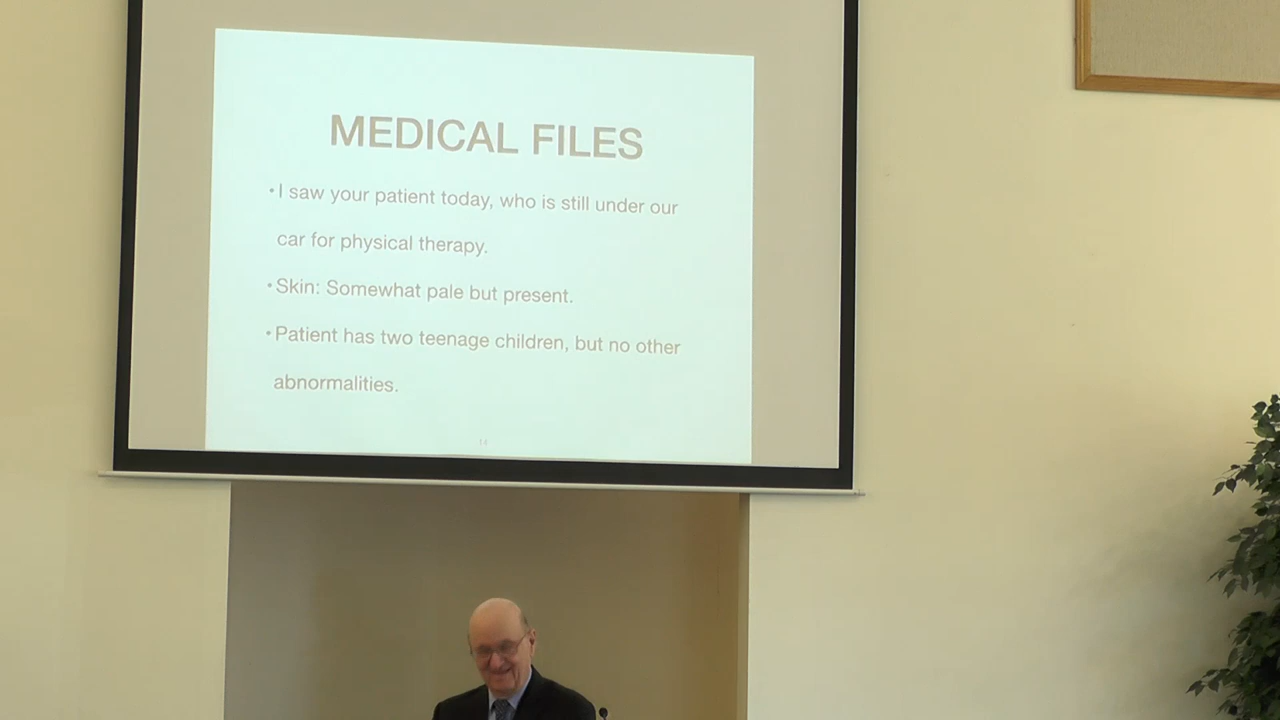 MEDICAL FILES
• I saw your patient today, who is still under our
car for physical therapy.
• Skin: Somewhat pale but present.
• Patient has two teenage children, but no other
abnormalities.
14